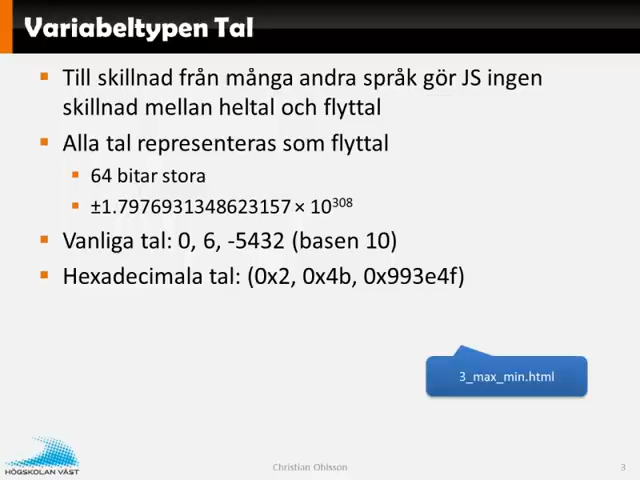 Variabeltypen Tal
Till skillnad från många andra språk gör JS ingen
skillnad mellan heltal och flyttal
Alla tal representeras som flyttal
64 bitar stora
±1.7976931348623157 × 10³⁰⁸
Vanliga tal: 0, 6, -5432 (basen 10)
Hexadecimala tal: (0x2, 0x4b, 0x993e4f)
3_max_min.html
HÖGSKOLAN VÄST
Christian Ohlsson
3